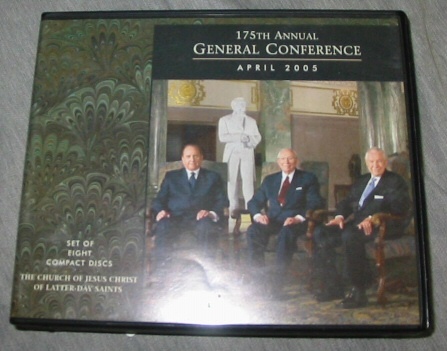 175TH ANNUAL
GENERAL CONFERENCE
APRIL 2005
SET OF
EIGHT
COMPACT DISCS
THE CHURCH OF JESUS CHRIST
OF LATTER-DAY SAINTS